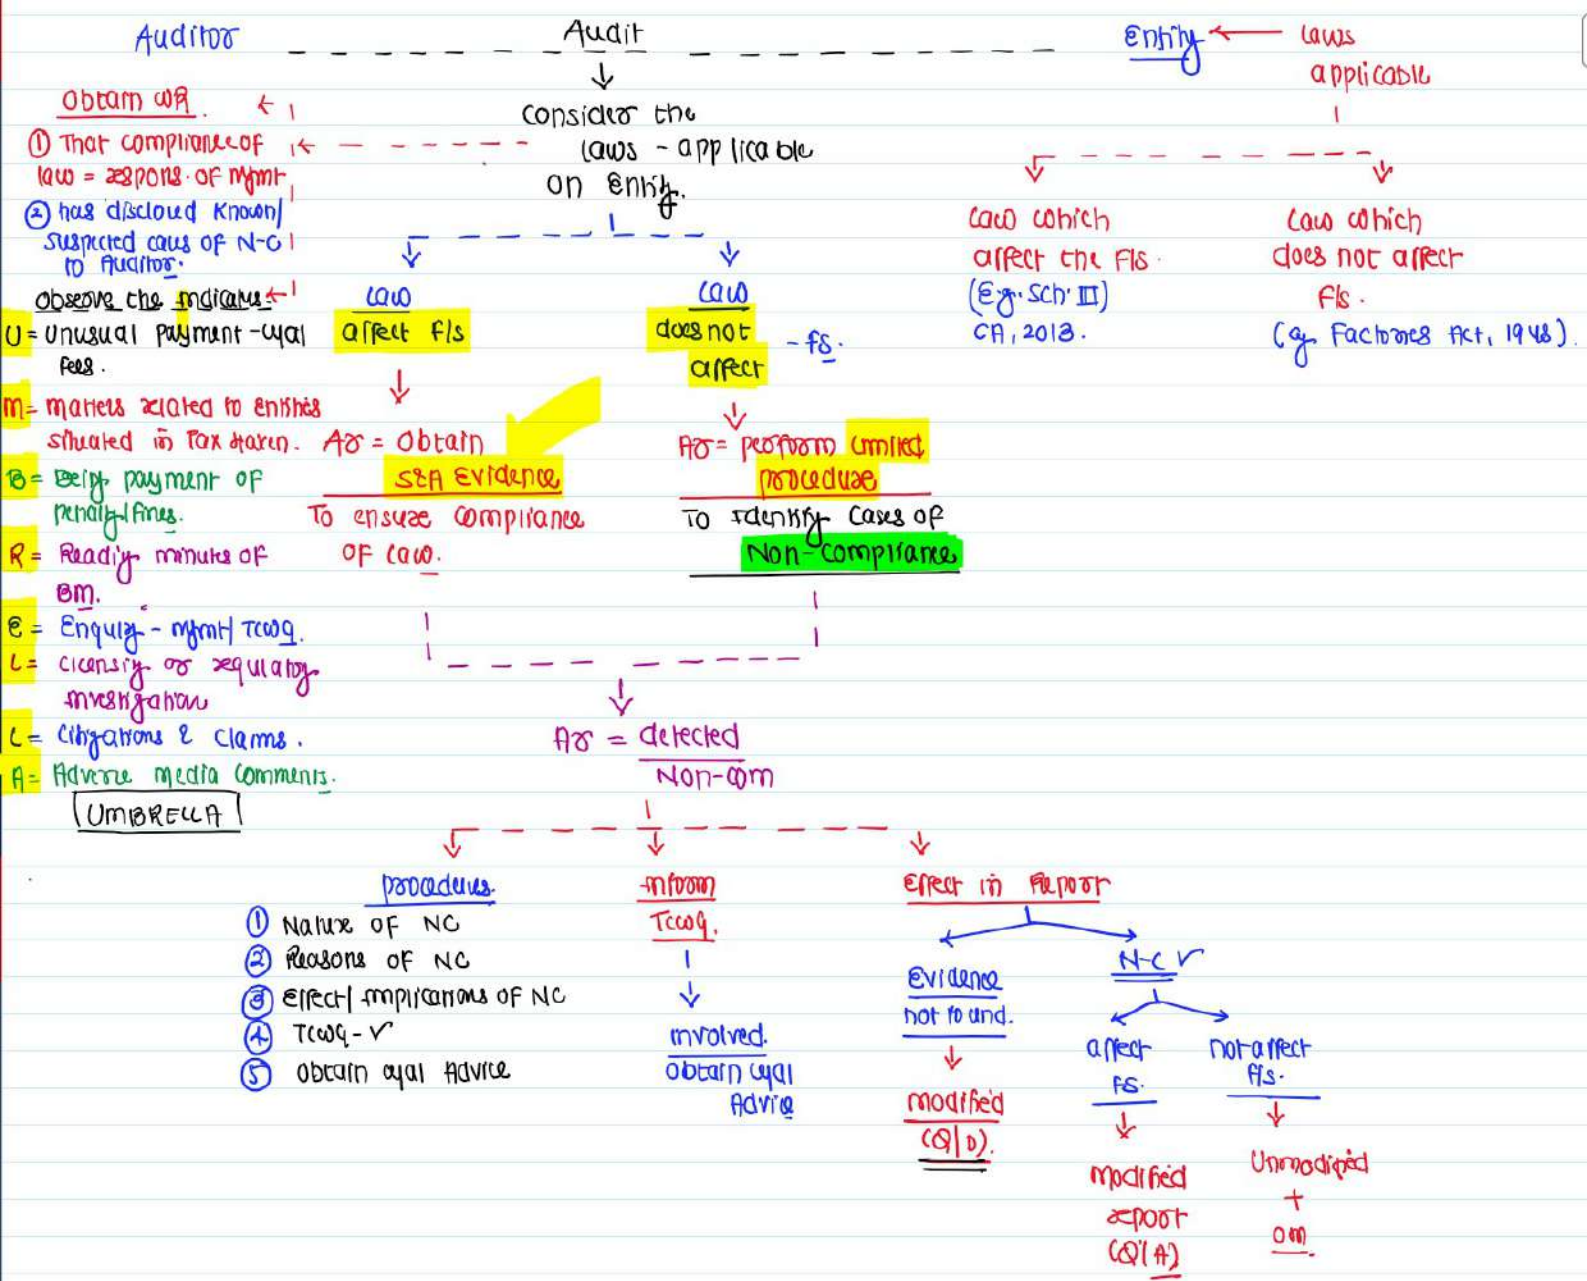 Auditor
Audit
Entity
Laws
applicable
Obtain WR.
① That compliance of
law = respons. of mgmt
② has disclosed known/
suspected cases of N-C
to Auditor.
Consider the
laws - applicable
on Entity.
Law which
affect the F/s.
(Eg. Sch. III)
CA, 2013.
Law which
does not affect
F/s.
(eg. Factories Act, 1948).
Observe the Indicators:
U = Unusual Payment - legal
fees.
M = matters related to entities
situated in Tax Haven.
B = Being payment of
penalty/Fines.
R = Reading minutes of
BM.
E = Enquiry - mgmt/TCWG.
L = Licensing or regulatory
investigation
L = Litigations & Claims.
A = Adverse media comments.
UMBRELLA
Law
affect F/s
Ar = Obtain
S&A Evidence
To ensure compliance
of law.
Law
does not
affect
- fs.
Ar = perform limited
procedure
To Identify Cases of
Non-compliance
Ar = detected
Non-com
procedures.
① Nature of NC
② Reasons of NC
③ Effect/Implications of NC
④ TCWG - ✓
⑤ Obtain legal Advice
Inform
TCWG.
involved.
Obtain legal
Advice
Effect in Report
Evidence
not found.
modified
(Q/D).
N-C ✓
affect
FS.
modified
report
(Q/A)
not affect
F/s.
Unmodified
+
OM.